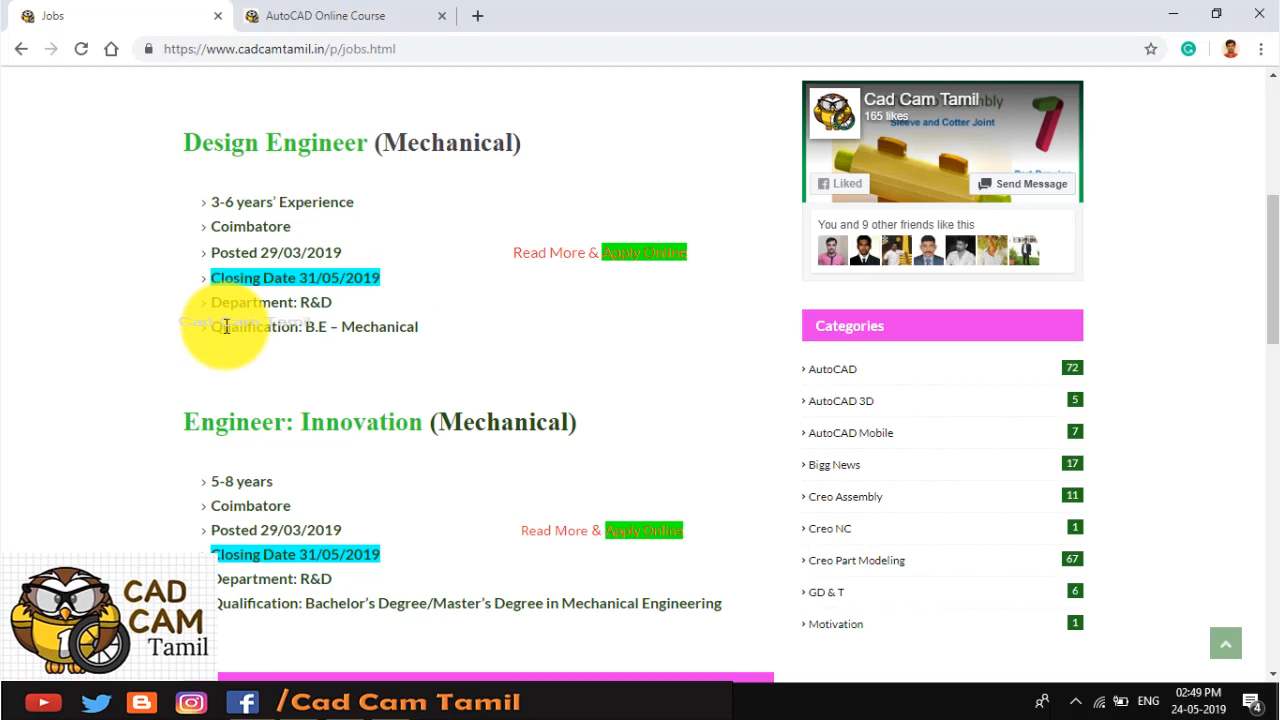 Jobs
AutoCAD Online Course
https://www.cadcamtamil.in/p/jobs.html
Design Engineer (Mechanical)
3-6 years' Experience
Coimbatore
Posted 29/03/2019
Read More & Apply Online
Closing Date 31/05/2019
Department: R&D
Qualification: B.E – Mechanical
Cad Cam Tamil
Engineer: Innovation (Mechanical)
5-8 years
Coimbatore
Posted 29/03/2019
Read More & Apply Online
Closing Date 31/05/2019
Department: R&D
Qualification: Bachelor's Degree/Master's Degree in Mechanical Engineering
Cad Cam Tamil
165 likes
Sleeve and Cotter Joint
Liked
Send Message
You and 9 other friends like this
Categories
AutoCAD 72
AutoCAD 3D 5
AutoCAD Mobile 7
Bigg News 17
Creo Assembly 11
Creo NC 1
Creo Part Modeling 67
GD & T 6
Motivation 1
CAD
CAM
Tamil
/Cad Cam Tamil
ENG
02:49 PM
24-05-2019
4